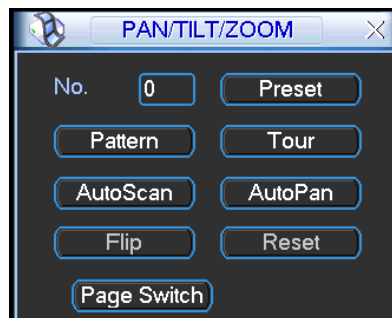 PAN/TILT/ZOOM
No. 0 Preset
Pattern Tour
AutoScan AutoPan
Flip Reset
Page Switch